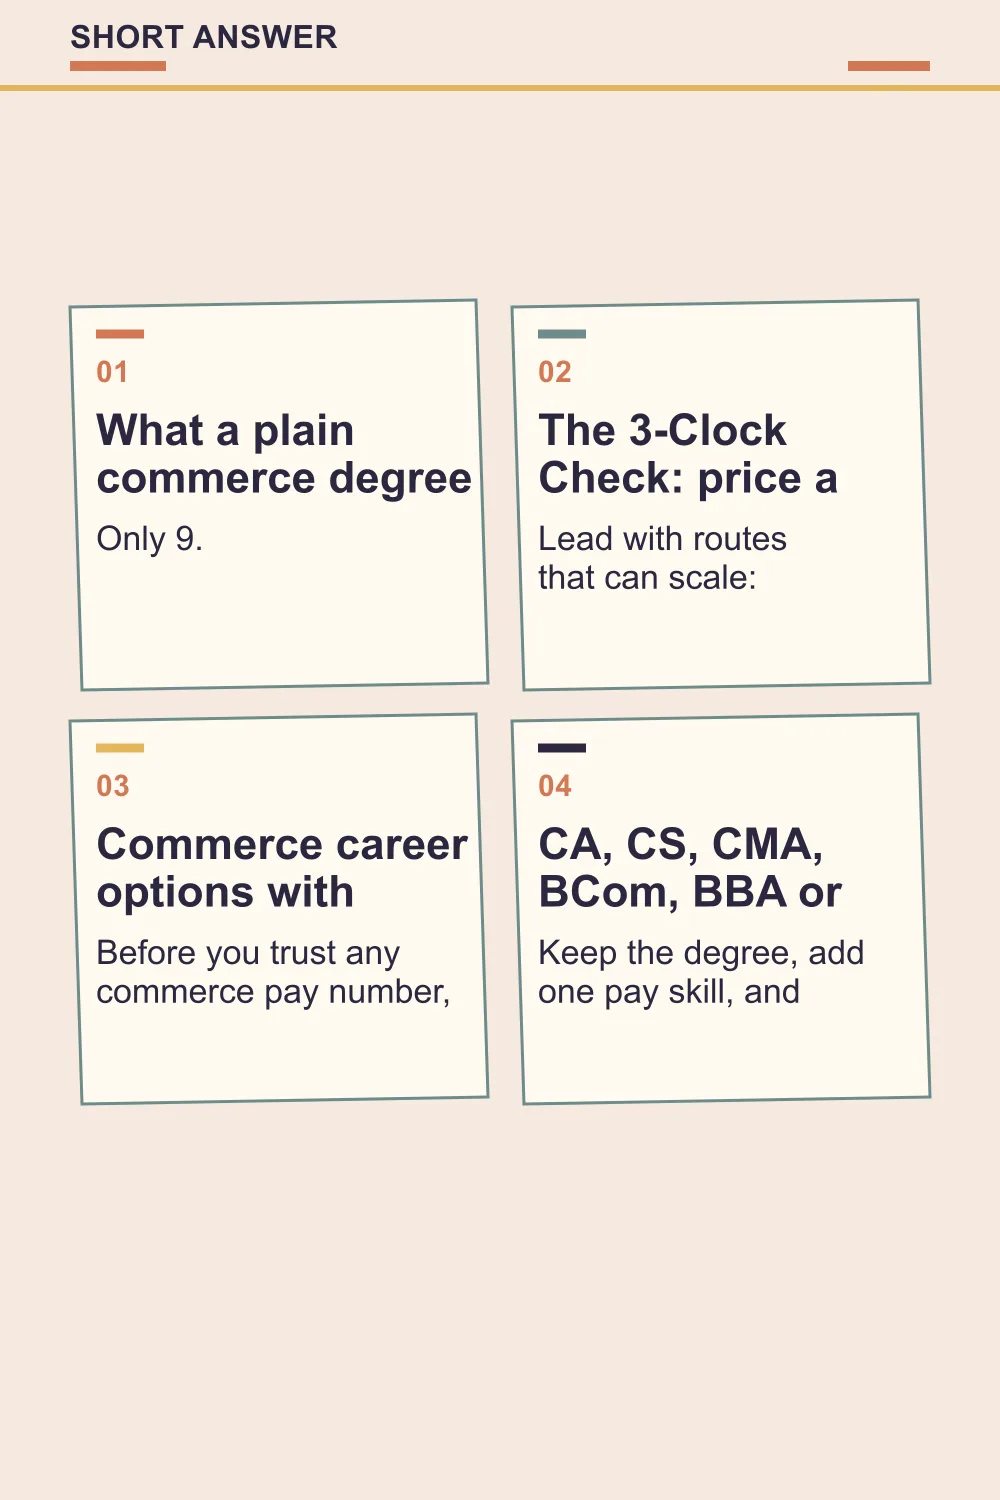 SHORT ANSWER
01
What a plain
commerce degree
Only 9.
02
The 3-Clock
Check: price a
Lead with routes
that can scale:
03
Commerce career
options with
Before you trust any
commerce pay number,
04
CA, CS, CMA,
BCom, BBA or
Keep the degree, add
one pay skill, and